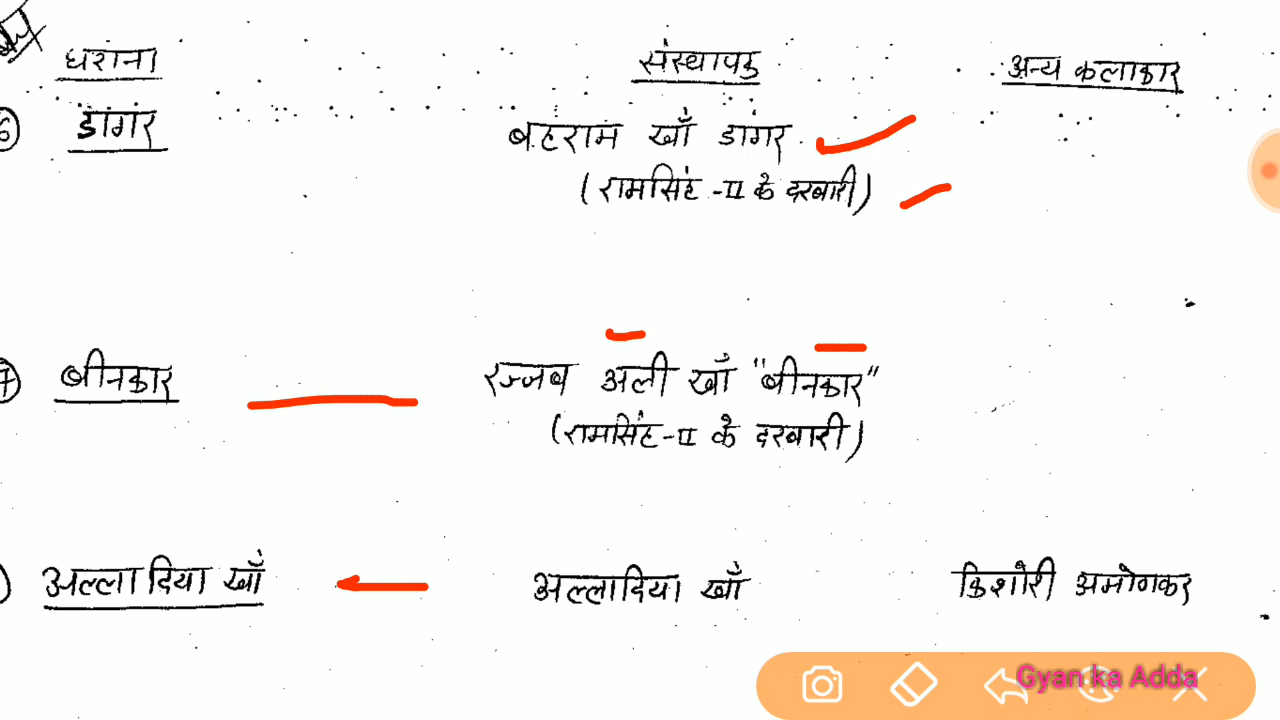 घराना संस्थापक अन्य कलाकार
6 डांगर बहराम खाँ डांगर
(रामसिंह -II के दरबारी)
7 बीनकार रज्जब अली खाँ "बीनकार"
(रामसिंह-II के दरबारी)
अल्लादिया खाँ अल्लादिया खाँ किशोरी अमोणकर
Gyan ka Adda